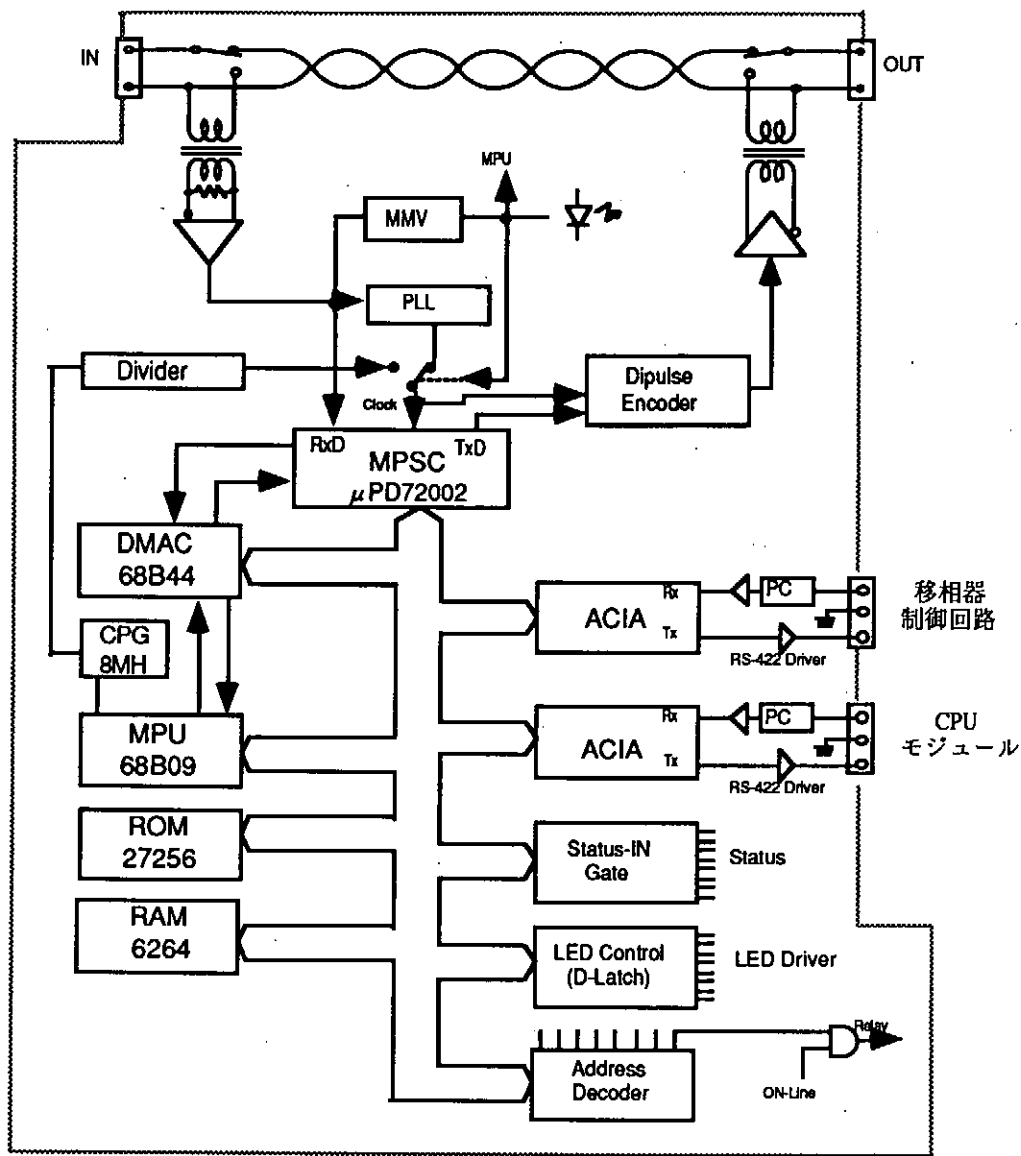 IN
OUT
MPU
MMV
PLL
Divider
Clock
Dipulse
Encoder
RxD
TxD
MPSC
μPD72002
DMAC
68B44
CPG
8MH
MPU
68B09
ROM
27256
RAM
6264
ACIA
Rx
Tx
PC
RS-422 Driver
移相器
制御回路
ACIA
Rx
Tx
PC
RS-422 Driver
CPU
モジュール
Status-IN
Gate
Status
LED Control
(D-Latch)
LED Driver
Address
Decoder
Relay
ON-Line